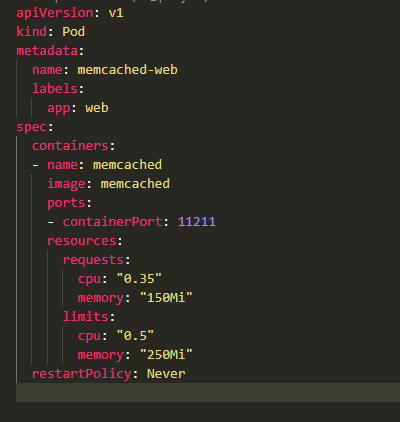 apiVersion: v1
kind: Pod
metadata:
  name: memcached-web
  labels:
    app: web
spec:
  containers:
  - name: memcached
    image: memcached
    ports:
    - containerPort: 11211
    resources:
      requests:
        cpu: "0.35"
        memory: "150Mi"
      limits:
        cpu: "0.5"
        memory: "250Mi"
  restartPolicy: Never